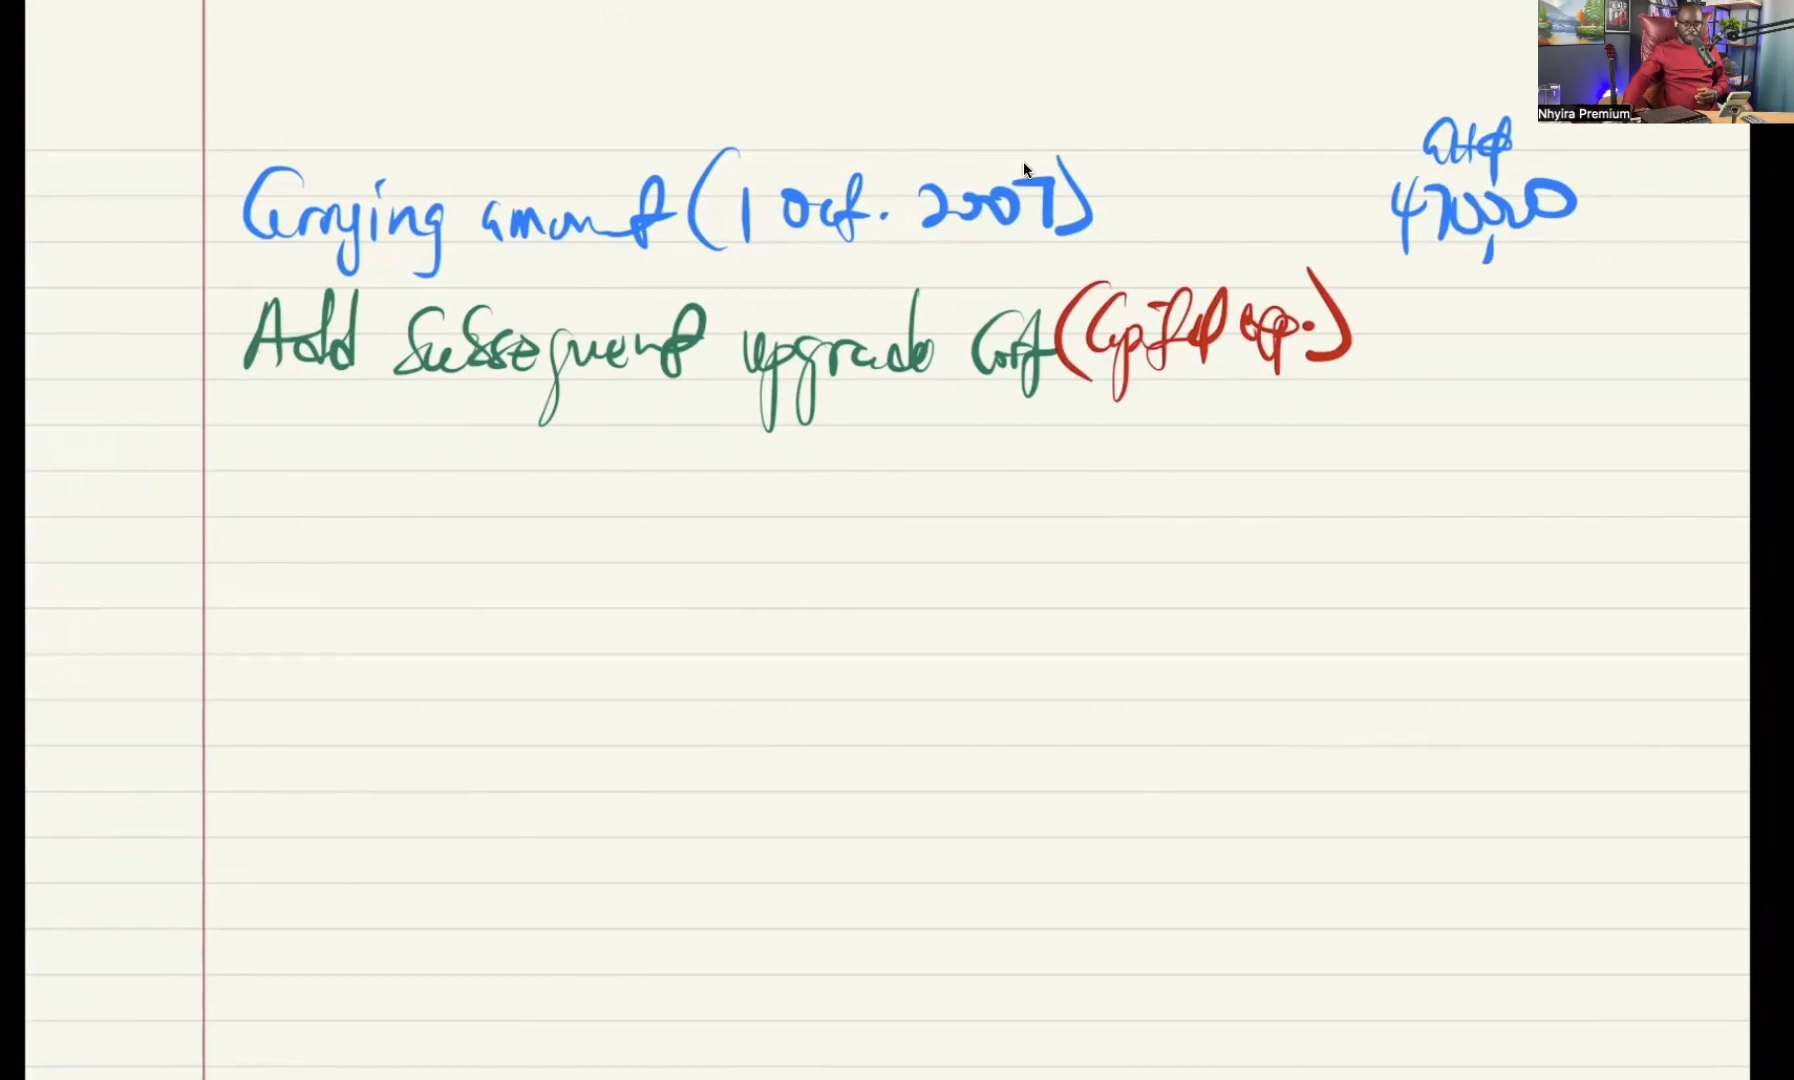 Nhyira Premium
GH¢
Carrying amount (1 Oct. 2007) 470,000
Add Subsequent upgrade Cost (Capital exp.)